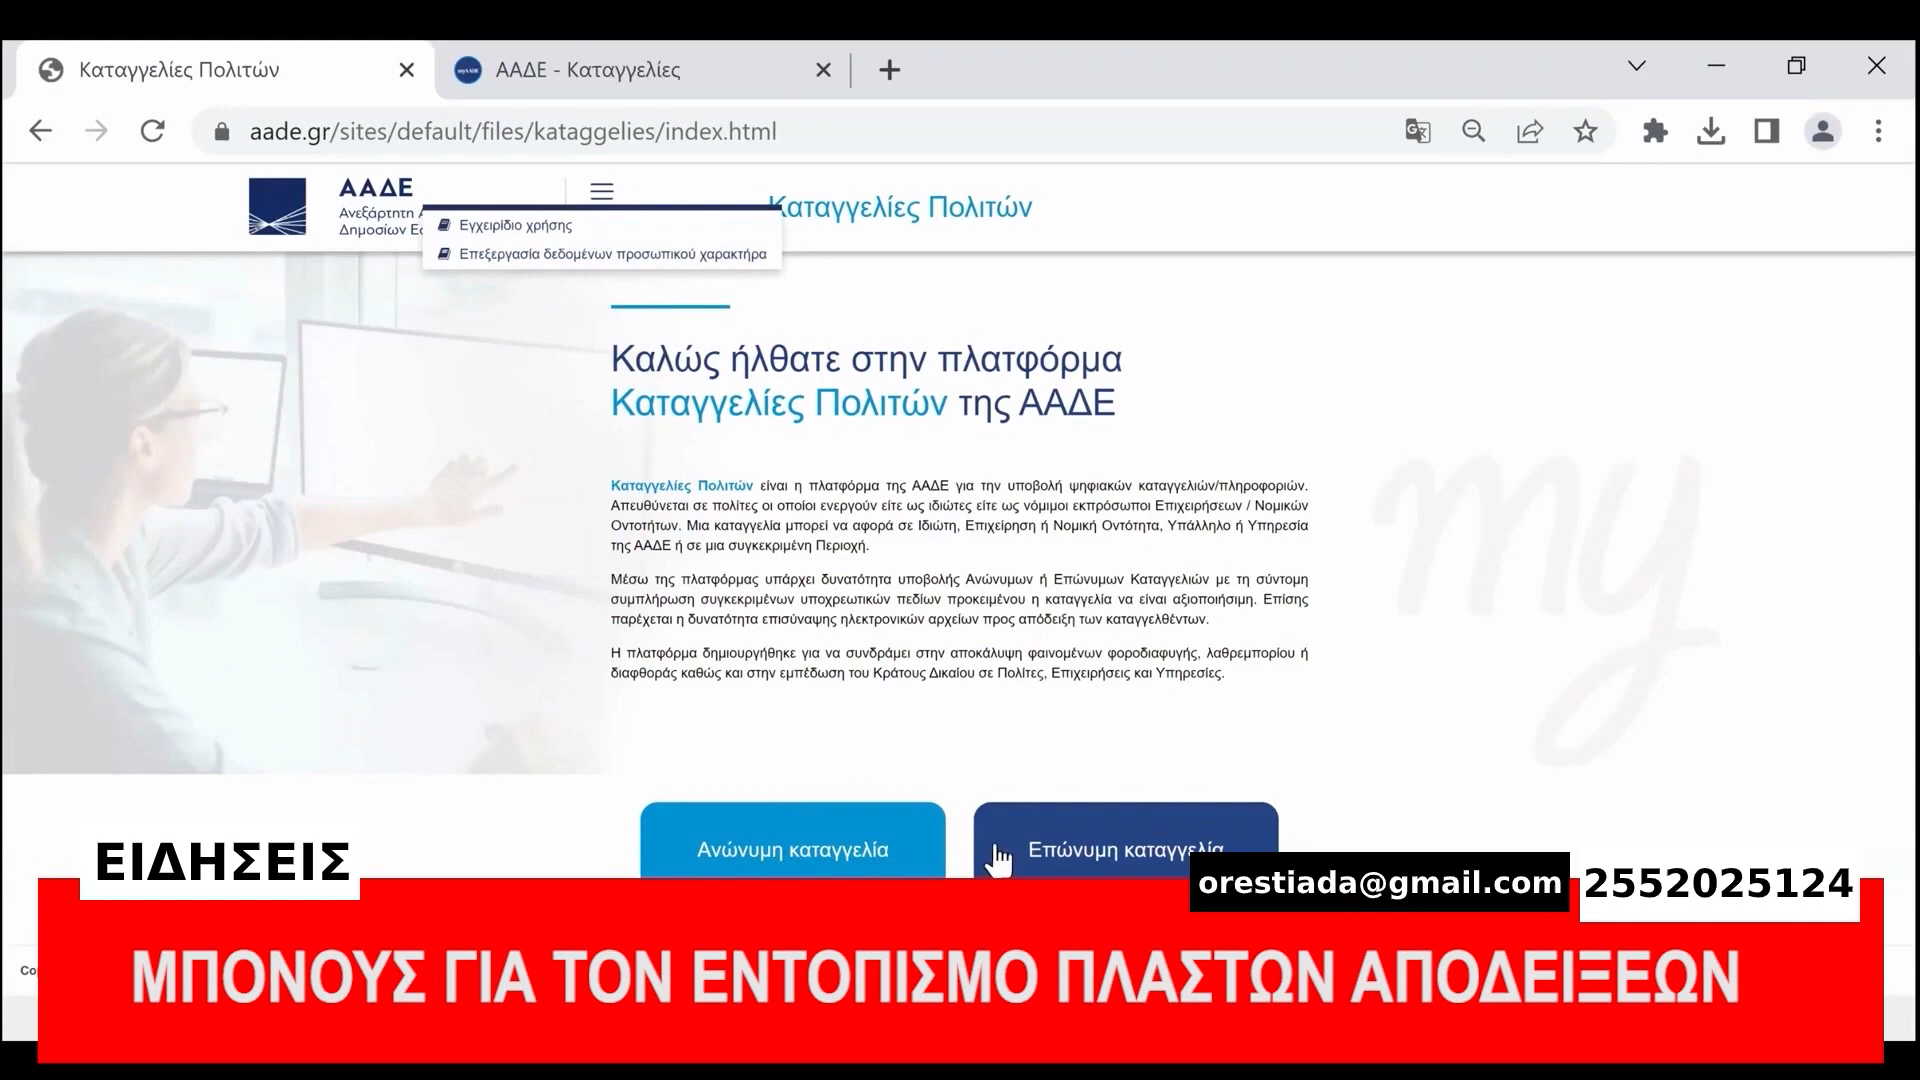 Καταγγελίες Πολιτών
ΑΑΔΕ - Καταγγελίες
aade.gr/sites/default/files/kataggelies/index.html
ΑΑΔΕ
Ανεξάρτητη
Δημοσίων
Εγχειρίδιο χρήσης
Επεξεργασία δεδομένων προσωπικού χαρακτήρα
Καταγγελίες Πολιτών
Καλώς ήλθατε στην πλατφόρμα
Καταγγελίες Πολιτών της ΑΑΔΕ
Καταγγελίες Πολιτών είναι η πλατφόρμα της ΑΑΔΕ για την υποβολή ψηφιακών καταγγελιών/πληροφοριών.
Απευθύνεται σε πολίτες οι οποίοι ενεργούν είτε ως ιδιώτες είτε ως νόμιμοι εκπρόσωποι Επιχειρήσεων / Νομικών
Οντοτήτων. Μια καταγγελία μπορεί να αφορά σε Ιδιώτη, Επιχείρηση ή Νομική Οντότητα, Υπάλληλο ή Υπηρεσία
της ΑΑΔΕ ή σε μια συγκεκριμένη Περιοχή.
Μέσω της πλατφόρμας υπάρχει δυνατότητα υποβολής Ανώνυμων ή Επώνυμων Καταγγελιών με τη σύντομη
συμπλήρωση συγκεκριμένων υποχρεωτικών πεδίων προκειμένου η καταγγελία να είναι αξιοποιήσιμη. Επίσης
παρέχεται η δυνατότητα επισύναψης ηλεκτρονικών αρχείων προς απόδειξη των καταγγελθέντων.
Η πλατφόρμα δημιουργήθηκε για να συνδράμει στην αποκάλυψη φαινομένων φοροδιαφυγής, λαθρεμπορίου ή
διαφθοράς καθώς και στην εμπέδωση του Κράτους Δικαίου σε Πολίτες, Επιχειρήσεις και Υπηρεσίες.
my
Ανώνυμη καταγγελία
Επώνυμη καταγγελία
ΕΙΔΗΣΕΙΣ
orestiada@gmail.com
2552025124
ΜΠΟΝΟΥΣ ΓΙΑ ΤΟΝ ΕΝΤΟΠΙΣΜΟ ΠΛΑΣΤΩΝ ΑΠΟΔΕΙΞΕΩΝ